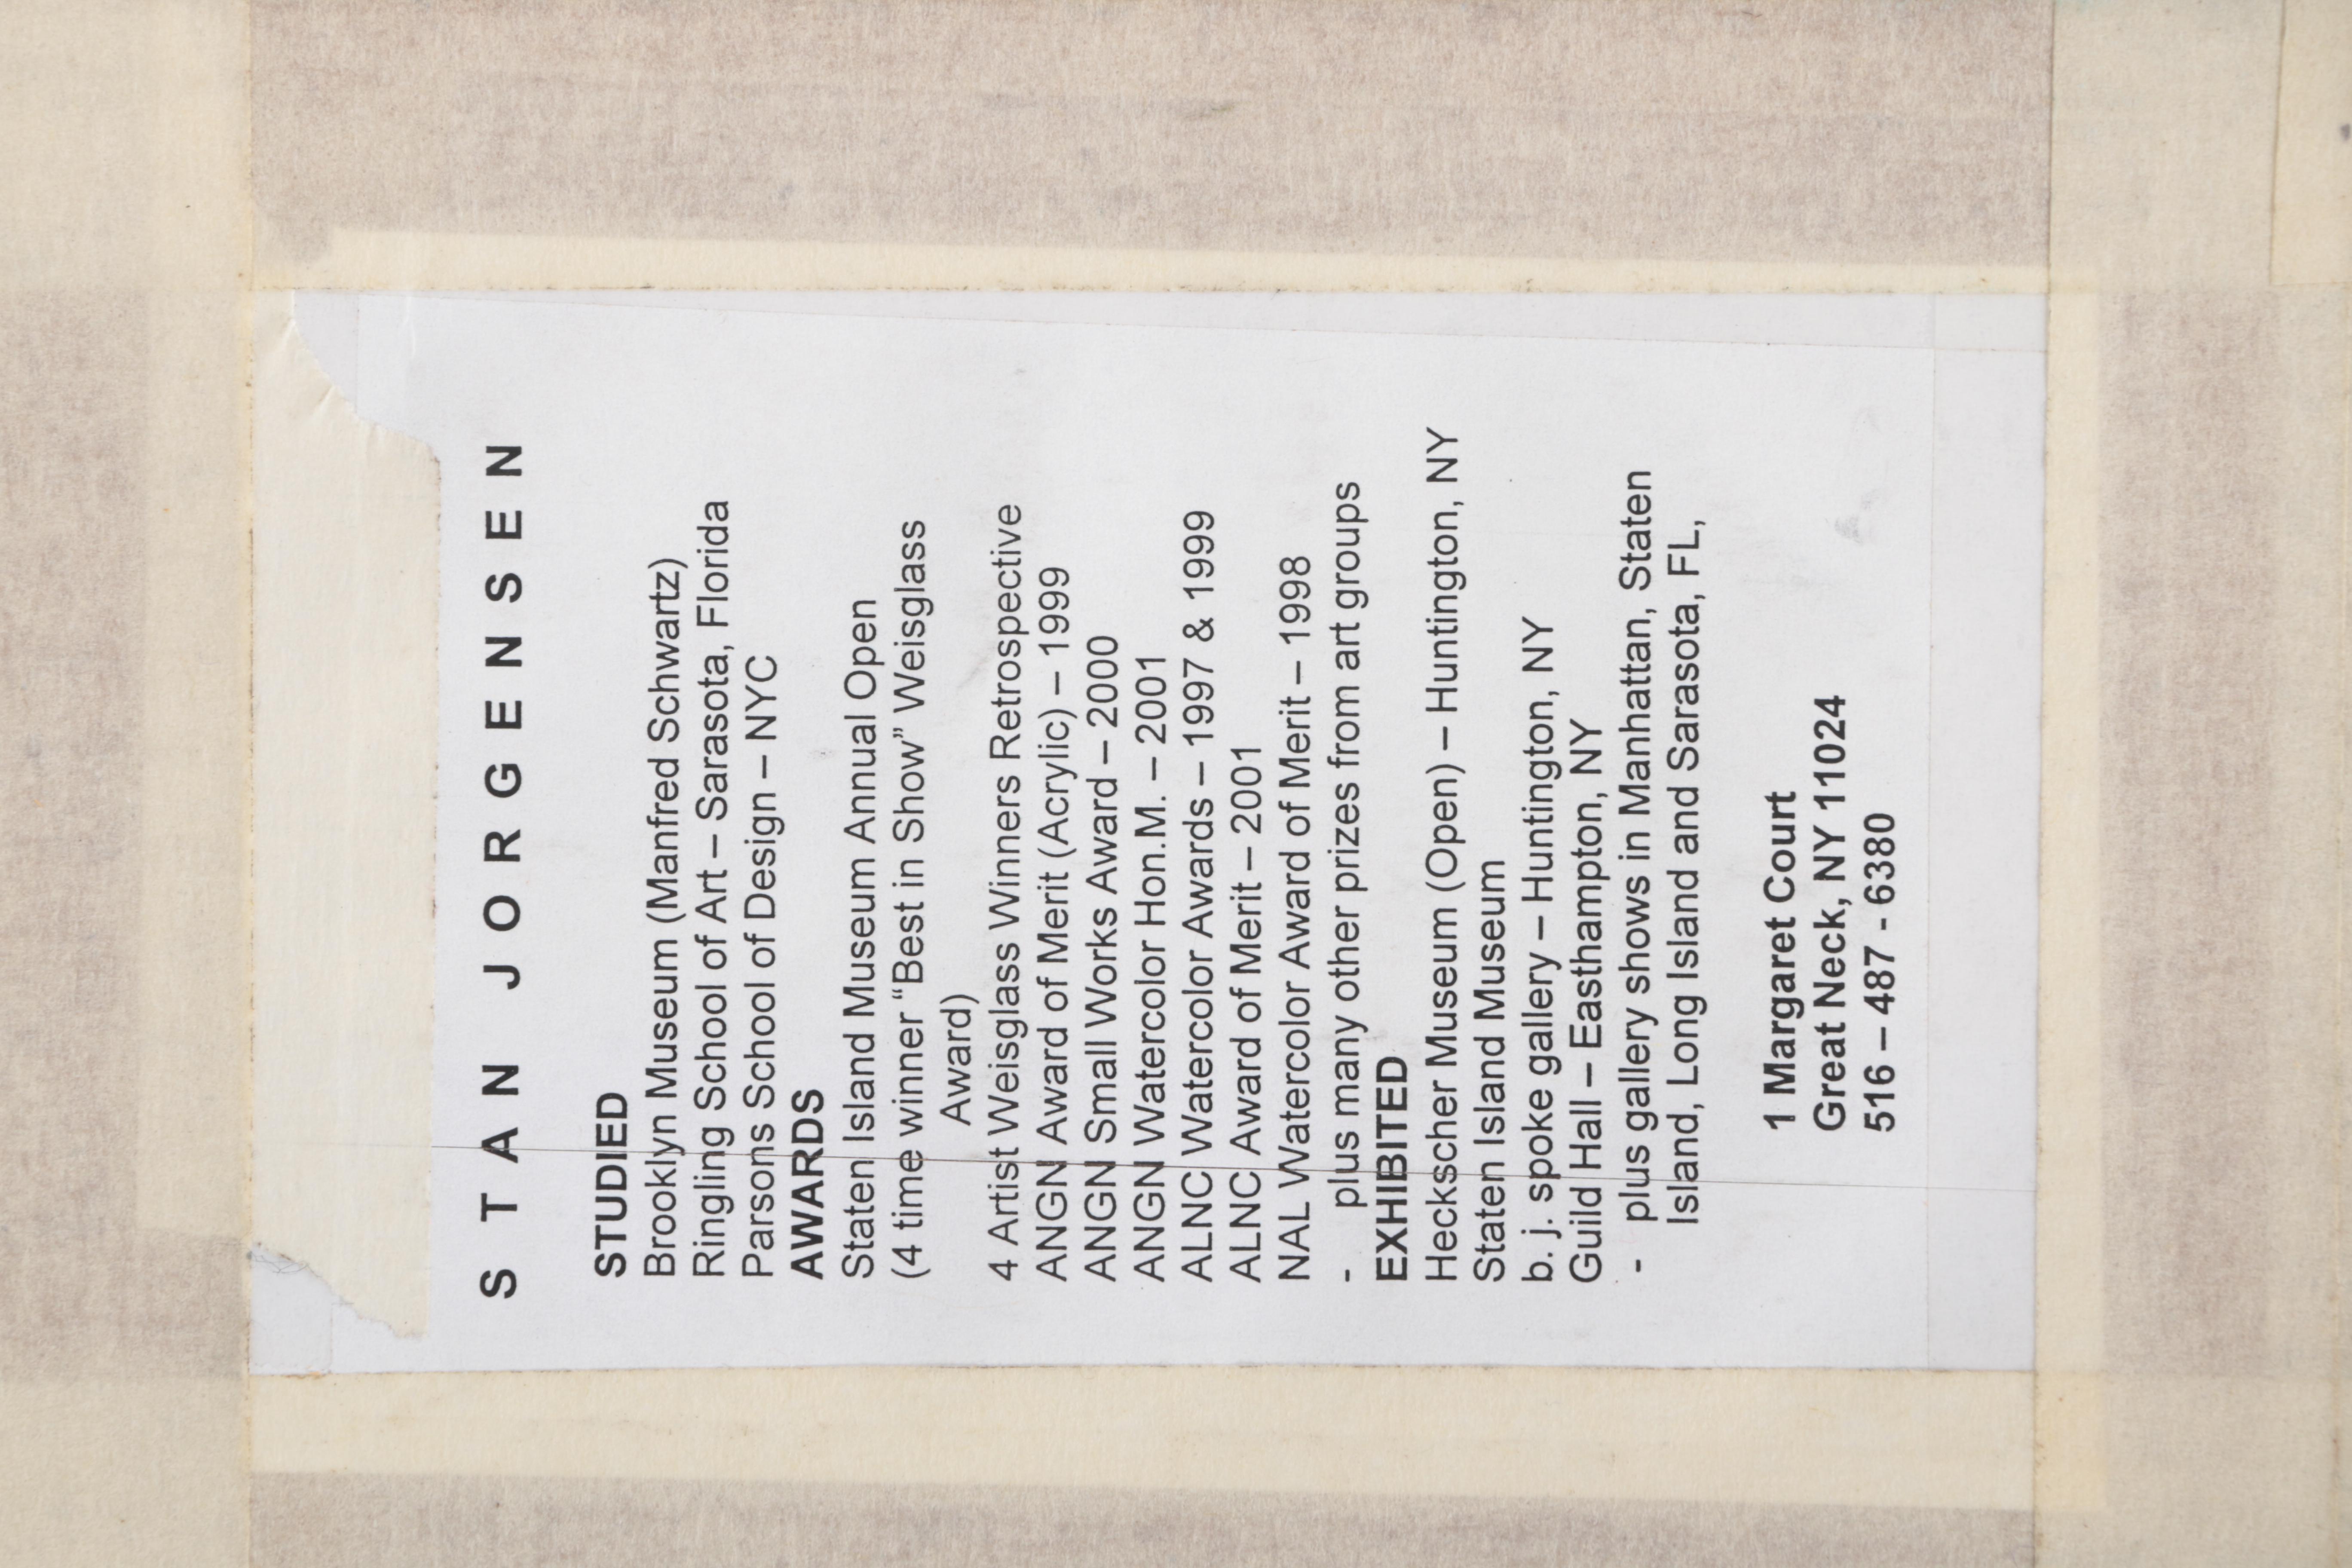 STAN JORGENSEN
STUDIED
Brooklyn Museum (Manfred Schwartz)
Ringling School of Art – Sarasota, Florida
Parsons School of Design – NYC
AWARDS
Staten Island Museum Annual Open
(4 time winner “Best in Show” Weisglass
Award)
4 Artist Weisglass Winners Retrospective
ANGN Award of Merit (Acrylic) – 1999
ANGN Small Works Award – 2000
ANGN Watercolor Hon.M. – 2001
ALNC Watercolor Awards – 1997 & 1999
ALNC Award of Merit – 2001
NAL Watercolor Award of Merit – 1998
- plus many other prizes from art groups
EXHIBITED
Heckscher Museum (Open) – Huntington, NY
Staten Island Museum
b. j. spoke gallery – Huntington, NY
Guild Hall – Easthampton, NY
- plus gallery shows in Manhattan, Staten
Island, Long Island and Sarasota, FL,
1 Margaret Court
Great Neck, NY 11024
516 – 487 - 6380